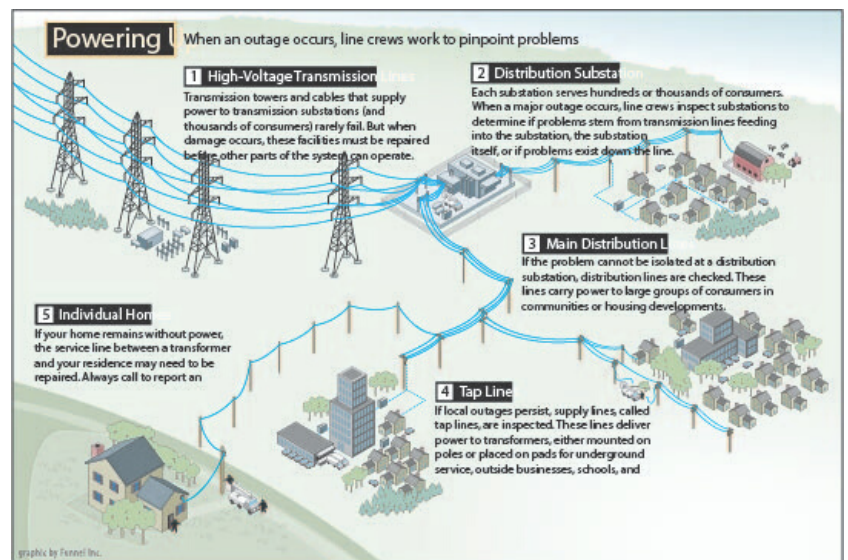 Powering U
When an outage occurs, line crews work to pinpoint problems
1 High-Voltage Transmission Lines
Transmission towers and cables that supply
power to transmission substations (and
thousands of consumers) rarely fail. But when
damage occurs, these facilities must be repaired
before other parts of the system can operate.
2 Distribution Substation
Each substation serves hundreds or thousands of consumers.
When a major outage occurs, line crews inspect substations to
determine if problems stem from transmission lines feeding
into the substation, the substation
itself, or if problems exist down the line.
3 Main Distribution L
If the problem cannot be isolated at a distribution
substation, distribution lines are checked. These
lines carry power to large groups of consumers in
communities or housing developments.
5 Individual Homes
If your home remains without power,
the service line between a transformer
and your residence may need to be
repaired. Always call to report an
4 Tap Line
If local outages persist, supply lines, called
tap lines, are inspected. These lines deliver
power to transformers, either mounted on
poles or placed on pads for underground
service, outside businesses, schools, and
graphic by Funnel Inc.